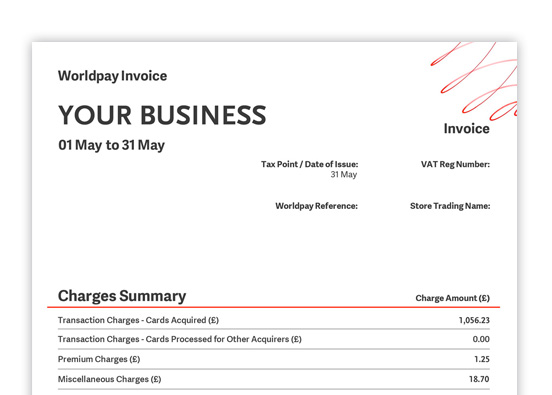 Worldpay Invoice
YOUR BUSINESS
01 May to 31 May
Invoice
Tax Point / Date of Issue:
31 May
VAT Reg Number:
Worldpay Reference:
Store Trading Name:
Charges Summary
Charge Amount (£)
Transaction Charges - Cards Acquired (£) 1,056.23
Transaction Charges - Cards Processed for Other Acquirers (£) 0.00
Premium Charges (£) 1.25
Miscellaneous Charges (£) 18.70